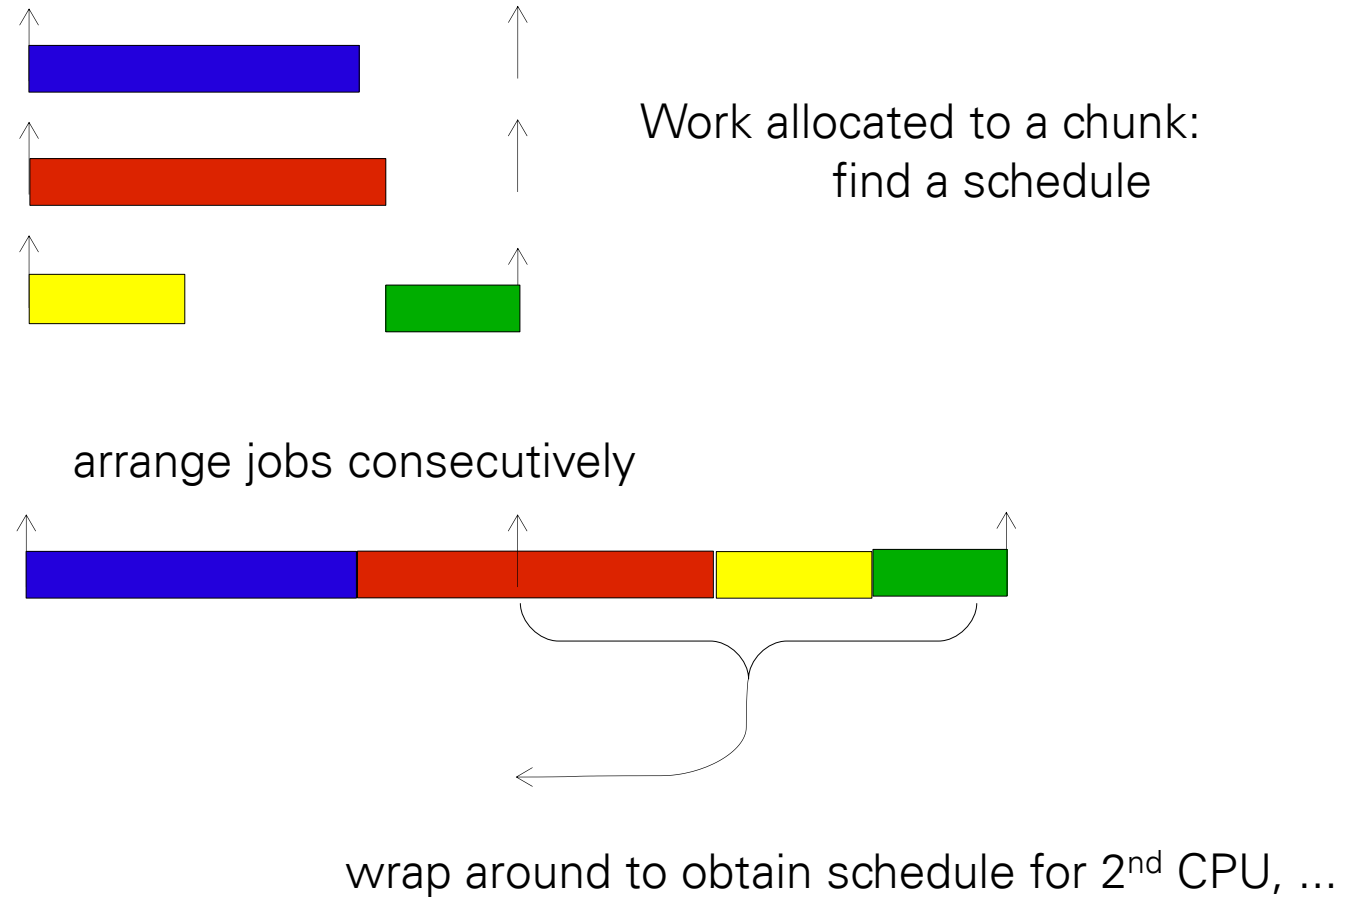 Work allocated to a chunk:
find a schedule
arrange jobs consecutively
wrap around to obtain schedule for 2nd CPU, ...